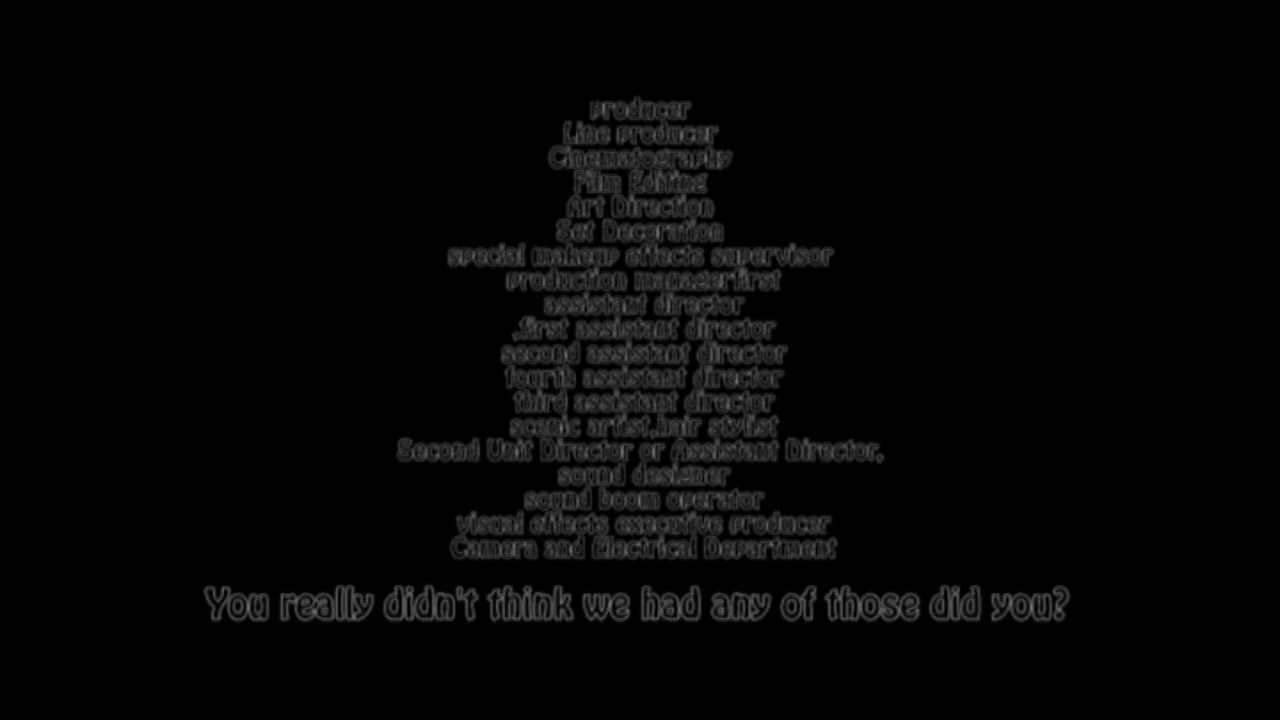 producer
Line producer
Cinematography
Film Editing
Art Direction
Set Decoration
special makeup effects supervisor
production managerfirst
assistant director
,first assistant director
second assistant director
fourth assistant director
third assistant director
scenic artist,hair stylist
Second Unit Director or Assistant Director,
sound designer
sound boom operator
visual effects executive producer
Camera and Electrical Department
You really didn't think we had any of those did you?